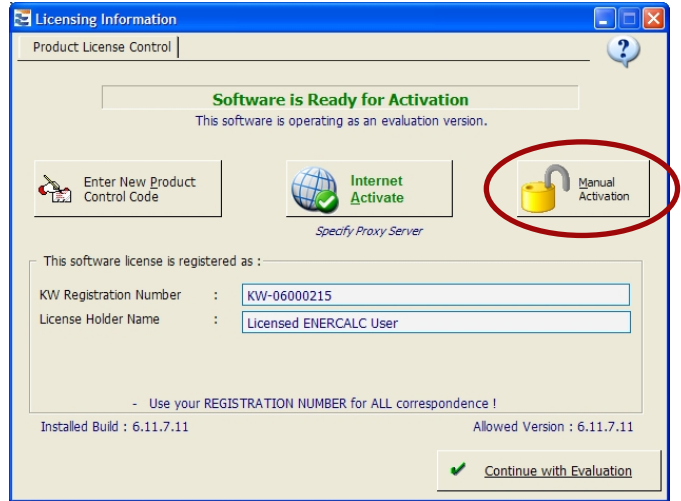 Licensing Information
Product License Control
?
Software is Ready for Activation
This software is operating as an evaluation version.
Enter New Product
Control Code
Internet
Activate
Manual
Activation
Specify Proxy Server
This software license is registered as :
KW Registration Number : KW-06000215
License Holder Name : Licensed ENERCALC User
- Use your REGISTRATION NUMBER for ALL correspondence !
Installed Build : 6.11.7.11 Allowed Version : 6.11.7.11
Continue with Evaluation